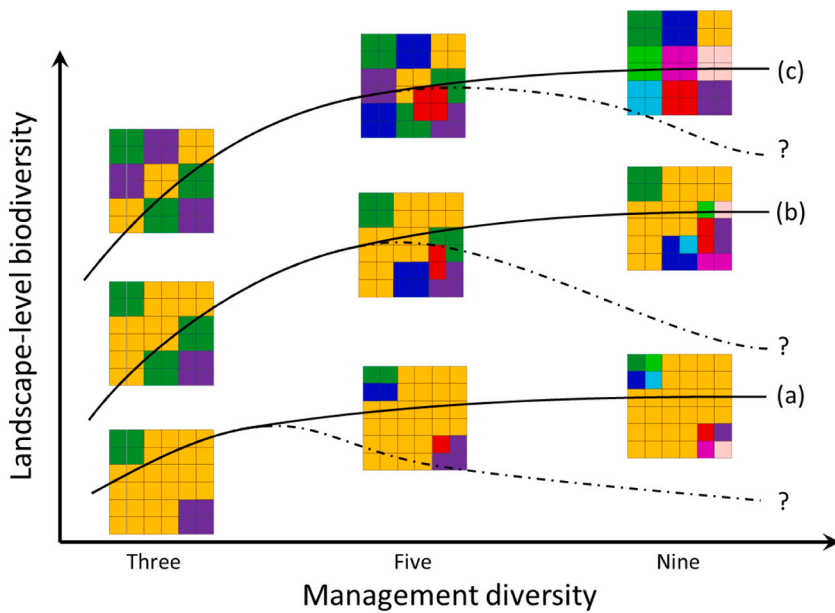 Landscape-level biodiversity
(c)
?
(b)
?
(a)
?
Three
Five
Nine
Management diversity